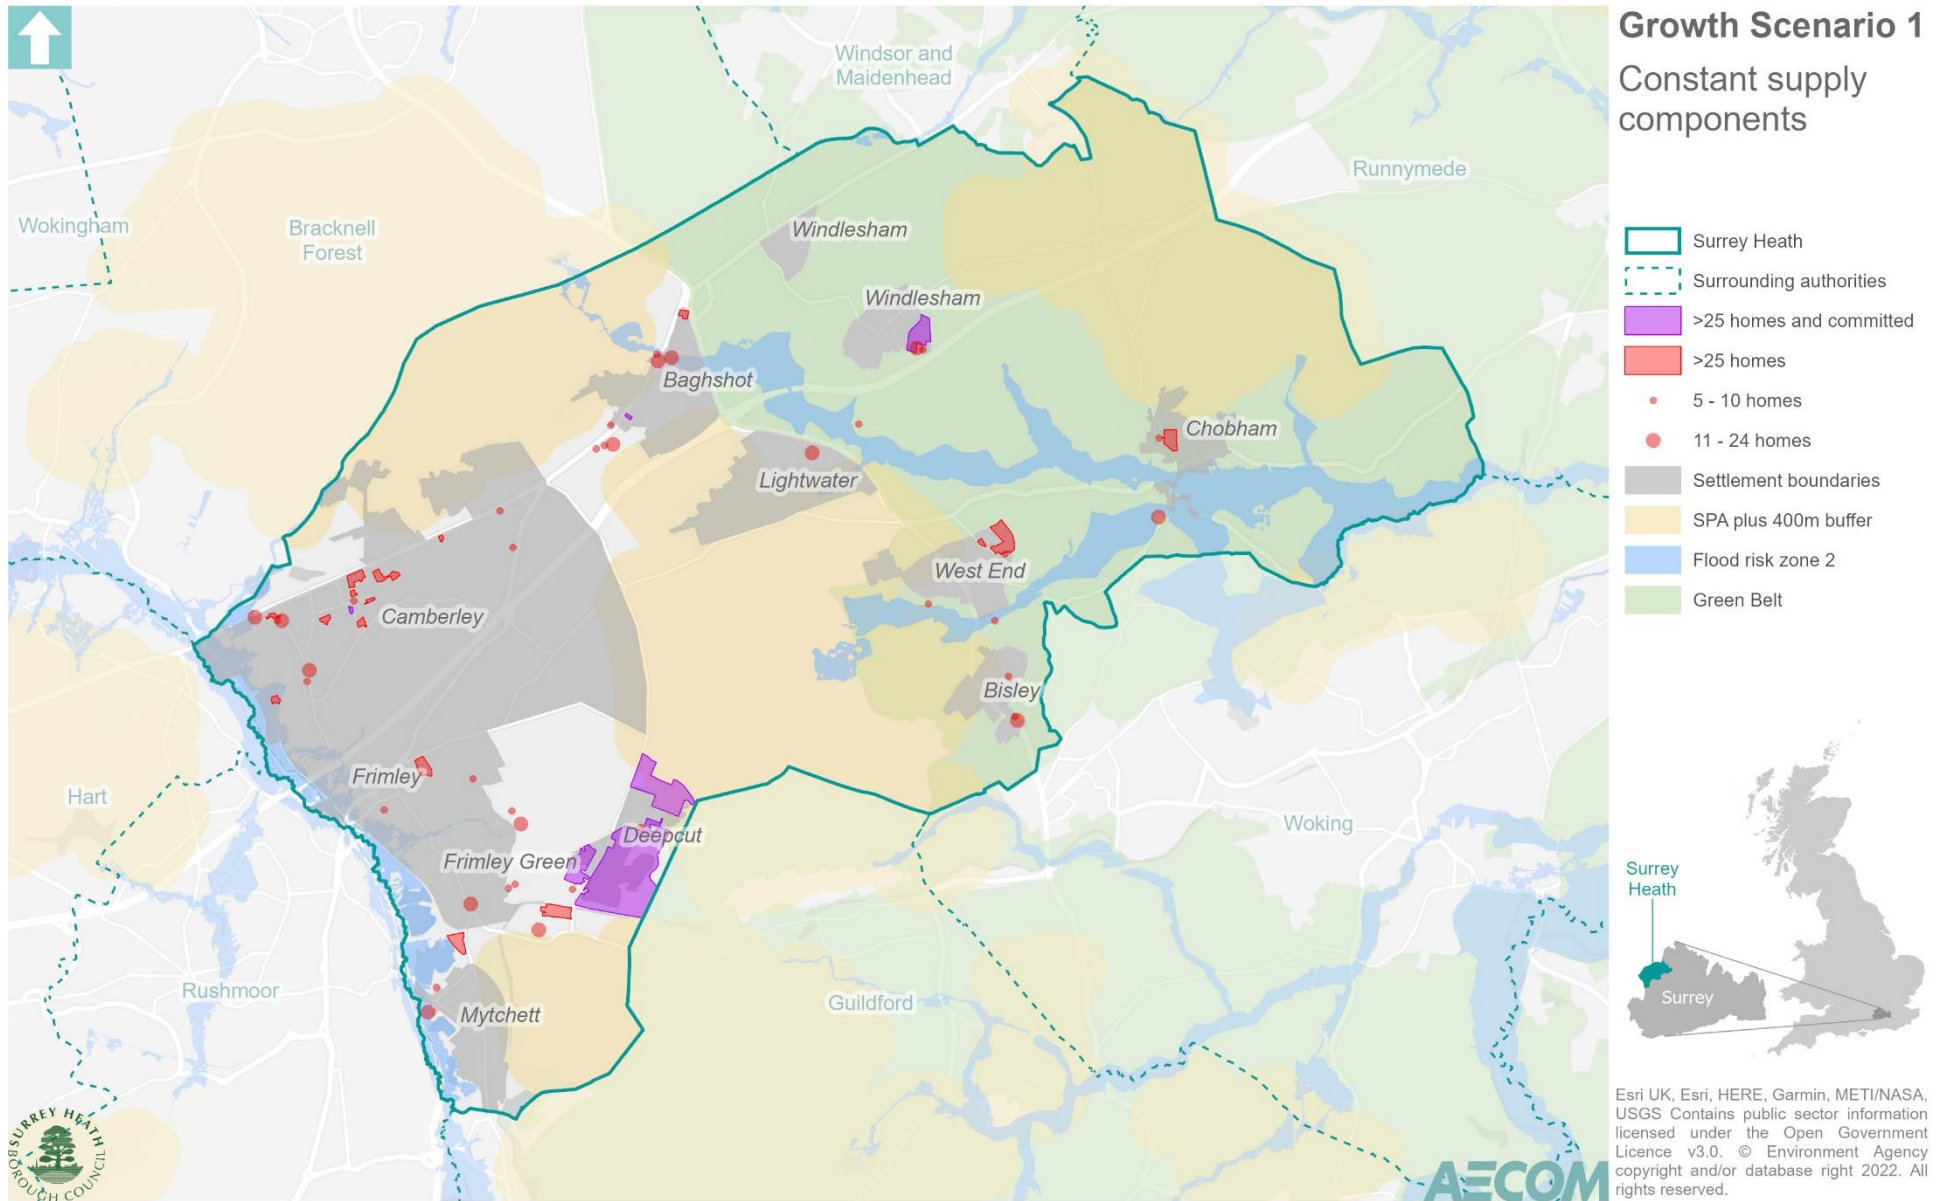 Growth Scenario 1
Constant supply
components
Windsor and
Maidenhead
Runnymede
Wokingham
Bracknell
Forest
Windlesham
Windlesham
Baghshot
Chobham
Lightwater
West End
Camberley
Bisley
Frimley
Hart
Deepcut
Woking
Frimley Green
Rushmoor
Guildford
Mytchett
Surrey Heath
Surrounding authorities
>25 homes and committed
>25 homes
5 - 10 homes
11 - 24 homes
Settlement boundaries
SPA plus 400m buffer
Flood risk zone 2
Green Belt
Surrey
Heath
Surrey
SURREY HEATH
BOROUGH COUNCIL
AECOM
Esri UK, Esri, HERE, Garmin, METI/NASA,
USGS Contains public sector information
licensed under the Open Government
Licence v3.0. © Environment Agency
copyright and/or database right 2022. All
rights reserved.